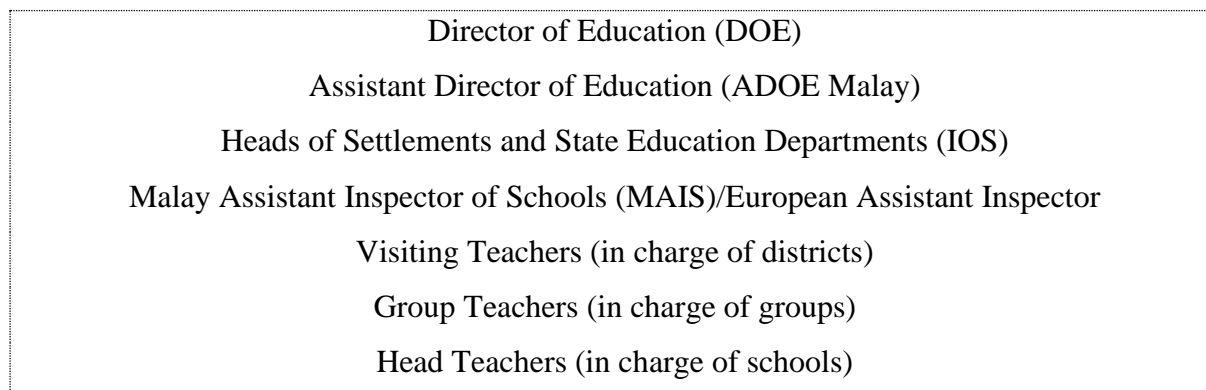 Director of Education (DOE)
Assistant Director of Education (ADOE Malay)
Heads of Settlements and State Education Departments (IOS)
Malay Assistant Inspector of Schools (MAIS)/European Assistant Inspector
Visiting Teachers (in charge of districts)
Group Teachers (in charge of groups)
Head Teachers (in charge of schools)